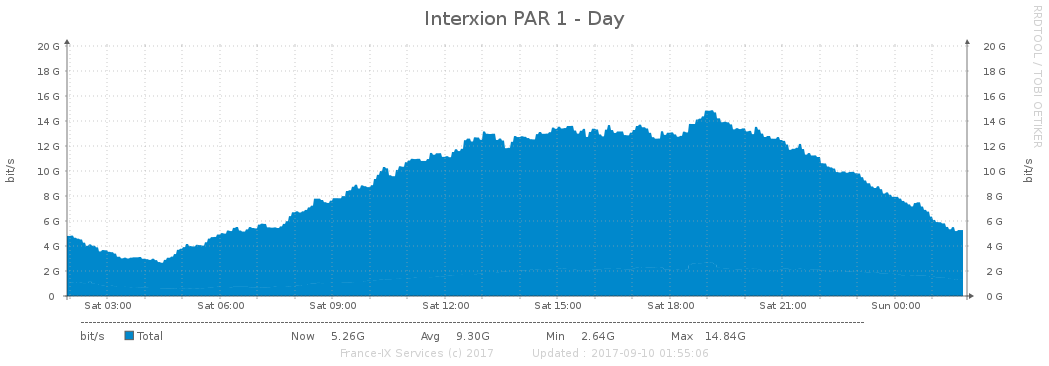 Interxion PAR 1 - Day
RRDTOOL / TOBI OETIKER
bit/s
bit/s
20 G 20 G
18 G 18 G
16 G 16 G
14 G 14 G
12 G 12 G
10 G 10 G
8 G 8 G
6 G 6 G
4 G 4 G
2 G 2 G
0 0 G
Sat 03:00 Sat 06:00 Sat 09:00 Sat 12:00 Sat 15:00 Sat 18:00 Sat 21:00 Sun 00:00
bit/s Total Now 5.26G Avg 9.30G Min 2.64G Max 14.84G
France-IX Services (c) 2017 Updated : 2017-09-10 01:55:06